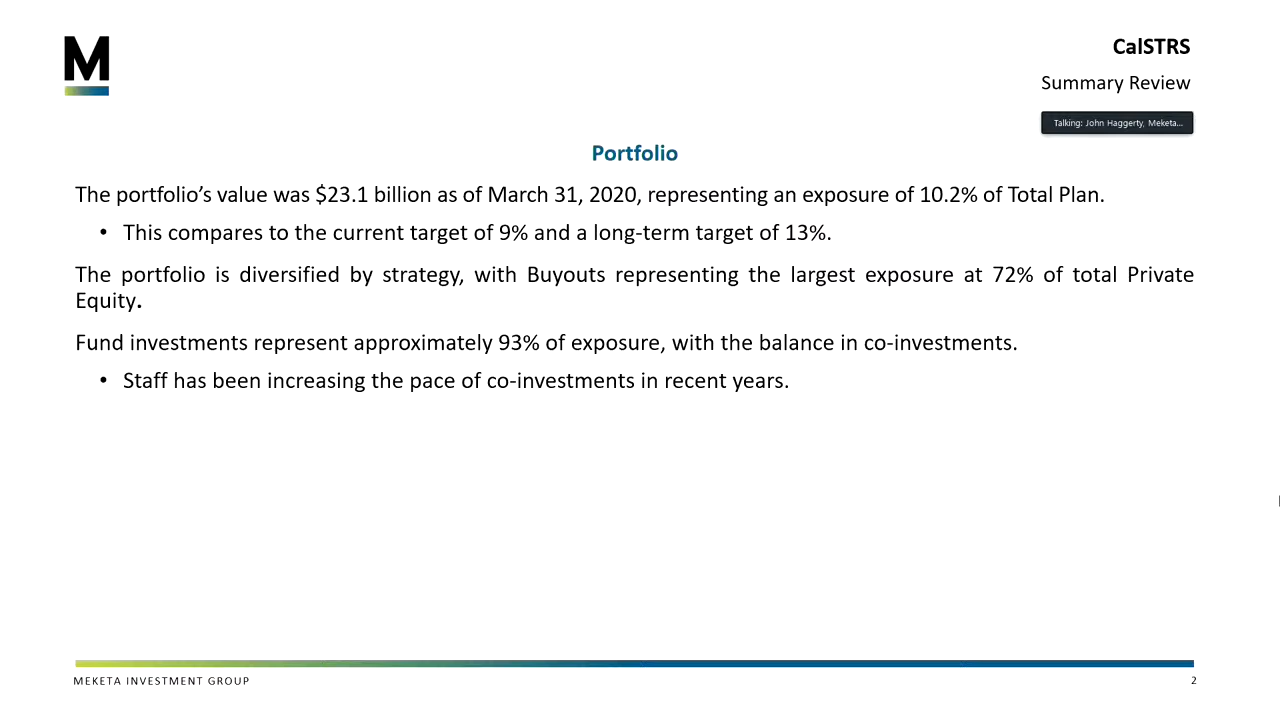 M
CalSTRS
Summary Review
Talking: John Haggerty, Meketa...
Portfolio
The portfolio’s value was $23.1 billion as of March 31, 2020, representing an exposure of 10.2% of Total Plan.
• This compares to the current target of 9% and a long-term target of 13%.
The portfolio is diversified by strategy, with Buyouts representing the largest exposure at 72% of total Private
Equity.
Fund investments represent approximately 93% of exposure, with the balance in co-investments.
• Staff has been increasing the pace of co-investments in recent years.
MEKETA INVESTMENT GROUP
2